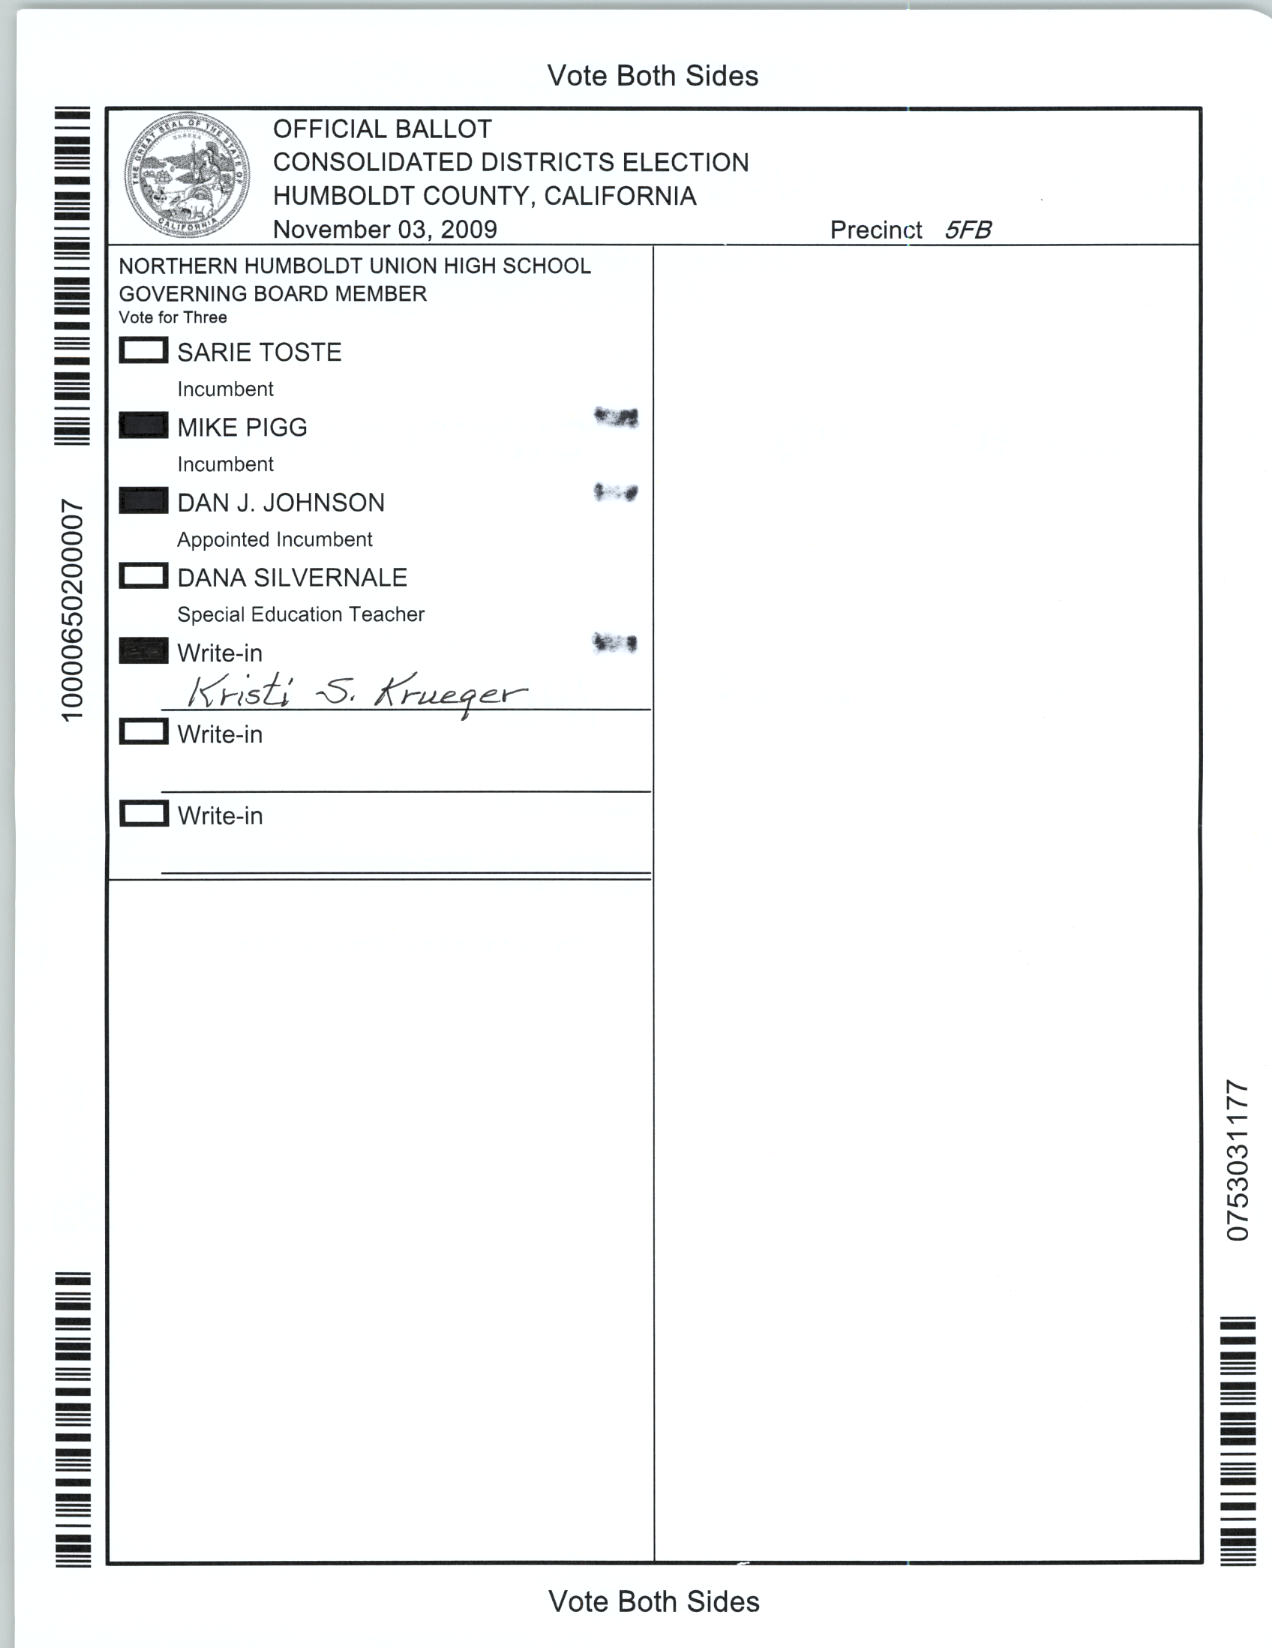 Vote Both Sides
OFFICIAL BALLOT
CONSOLIDATED DISTRICTS ELECTION
HUMBOLDT COUNTY, CALIFORNIA
November 03, 2009
Precinct 5FB
THE GREAT SEAL OF THE STATE OF CALIFORNIA
EUREKA
NORTHERN HUMBOLDT UNION HIGH SCHOOL
GOVERNING BOARD MEMBER
Vote for Three
SARIE TOSTE
Incumbent
MIKE PIGG
Incumbent
DAN J. JOHNSON
Appointed Incumbent
DANA SILVERNALE
Special Education Teacher
Write-in
Kristi S. Krueger
Write-in
Write-in
10000650200007
0753031177
Vote Both Sides